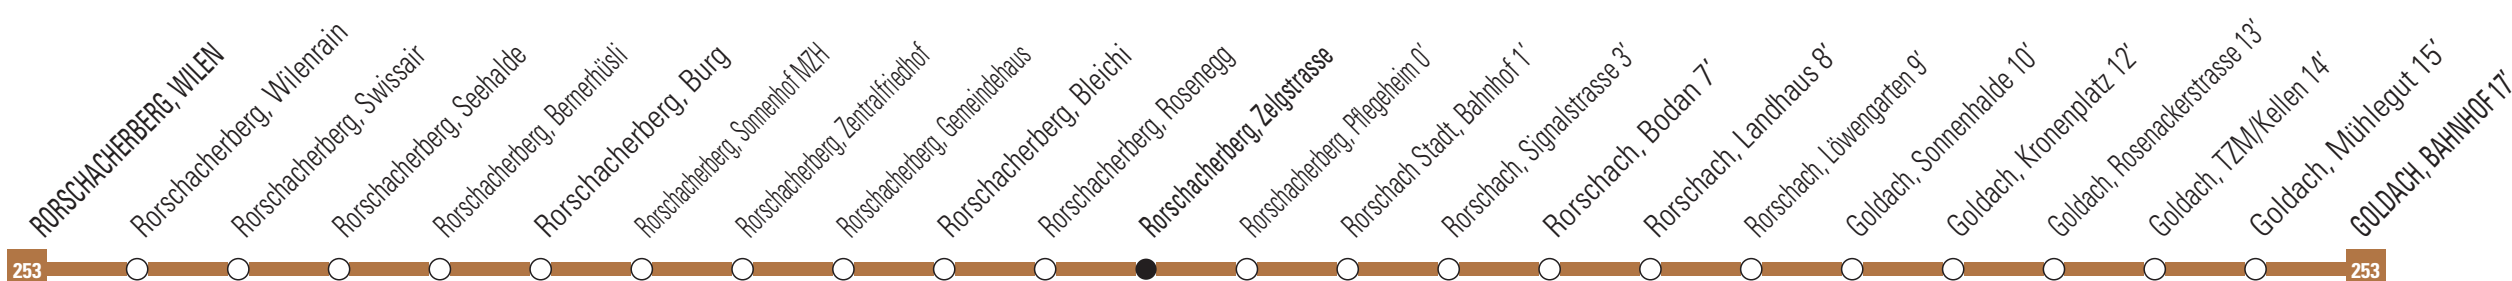 RORSCHACHERBERG, WILEN
Rorschacherberg, Wilenrain
Rorschacherberg, Swissair
Rorschacherberg, Seehalde
Rorschacherberg, Bernerhüsli
Rorschacherberg, Burg
Rorschacherberg, Sonnenhof MZH
Rorschacherberg, Zentralfriedhof
Rorschacherberg, Gemeindehaus
Rorschacherberg, Bleichi
Rorschacherberg, Rosenegg
Rorschacherberg, Zelgstrasse
Rorschacherberg, Pflegeheim 0′
Rorschach Stadt, Bahnhof 1′
Rorschach, Signalstrasse 3′
Rorschach, Bodan 7′
Rorschach, Landhaus 8′
Rorschach, Löwengarten 9′
Goldach, Sonnenhalde 10′
Goldach, Kronenplatz 12′
Goldach, Rosenackerstrasse 13′
Goldach, TZM/Kellen 14′
Goldach, Mühlegut 15′
GOLDACH, BAHNHOF 17′
253
253